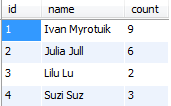 id name count
1 Ivan Myrotuik 9
2 Julia Jull 6
3 Lilu Lu 2
4 Suzi Suz 3